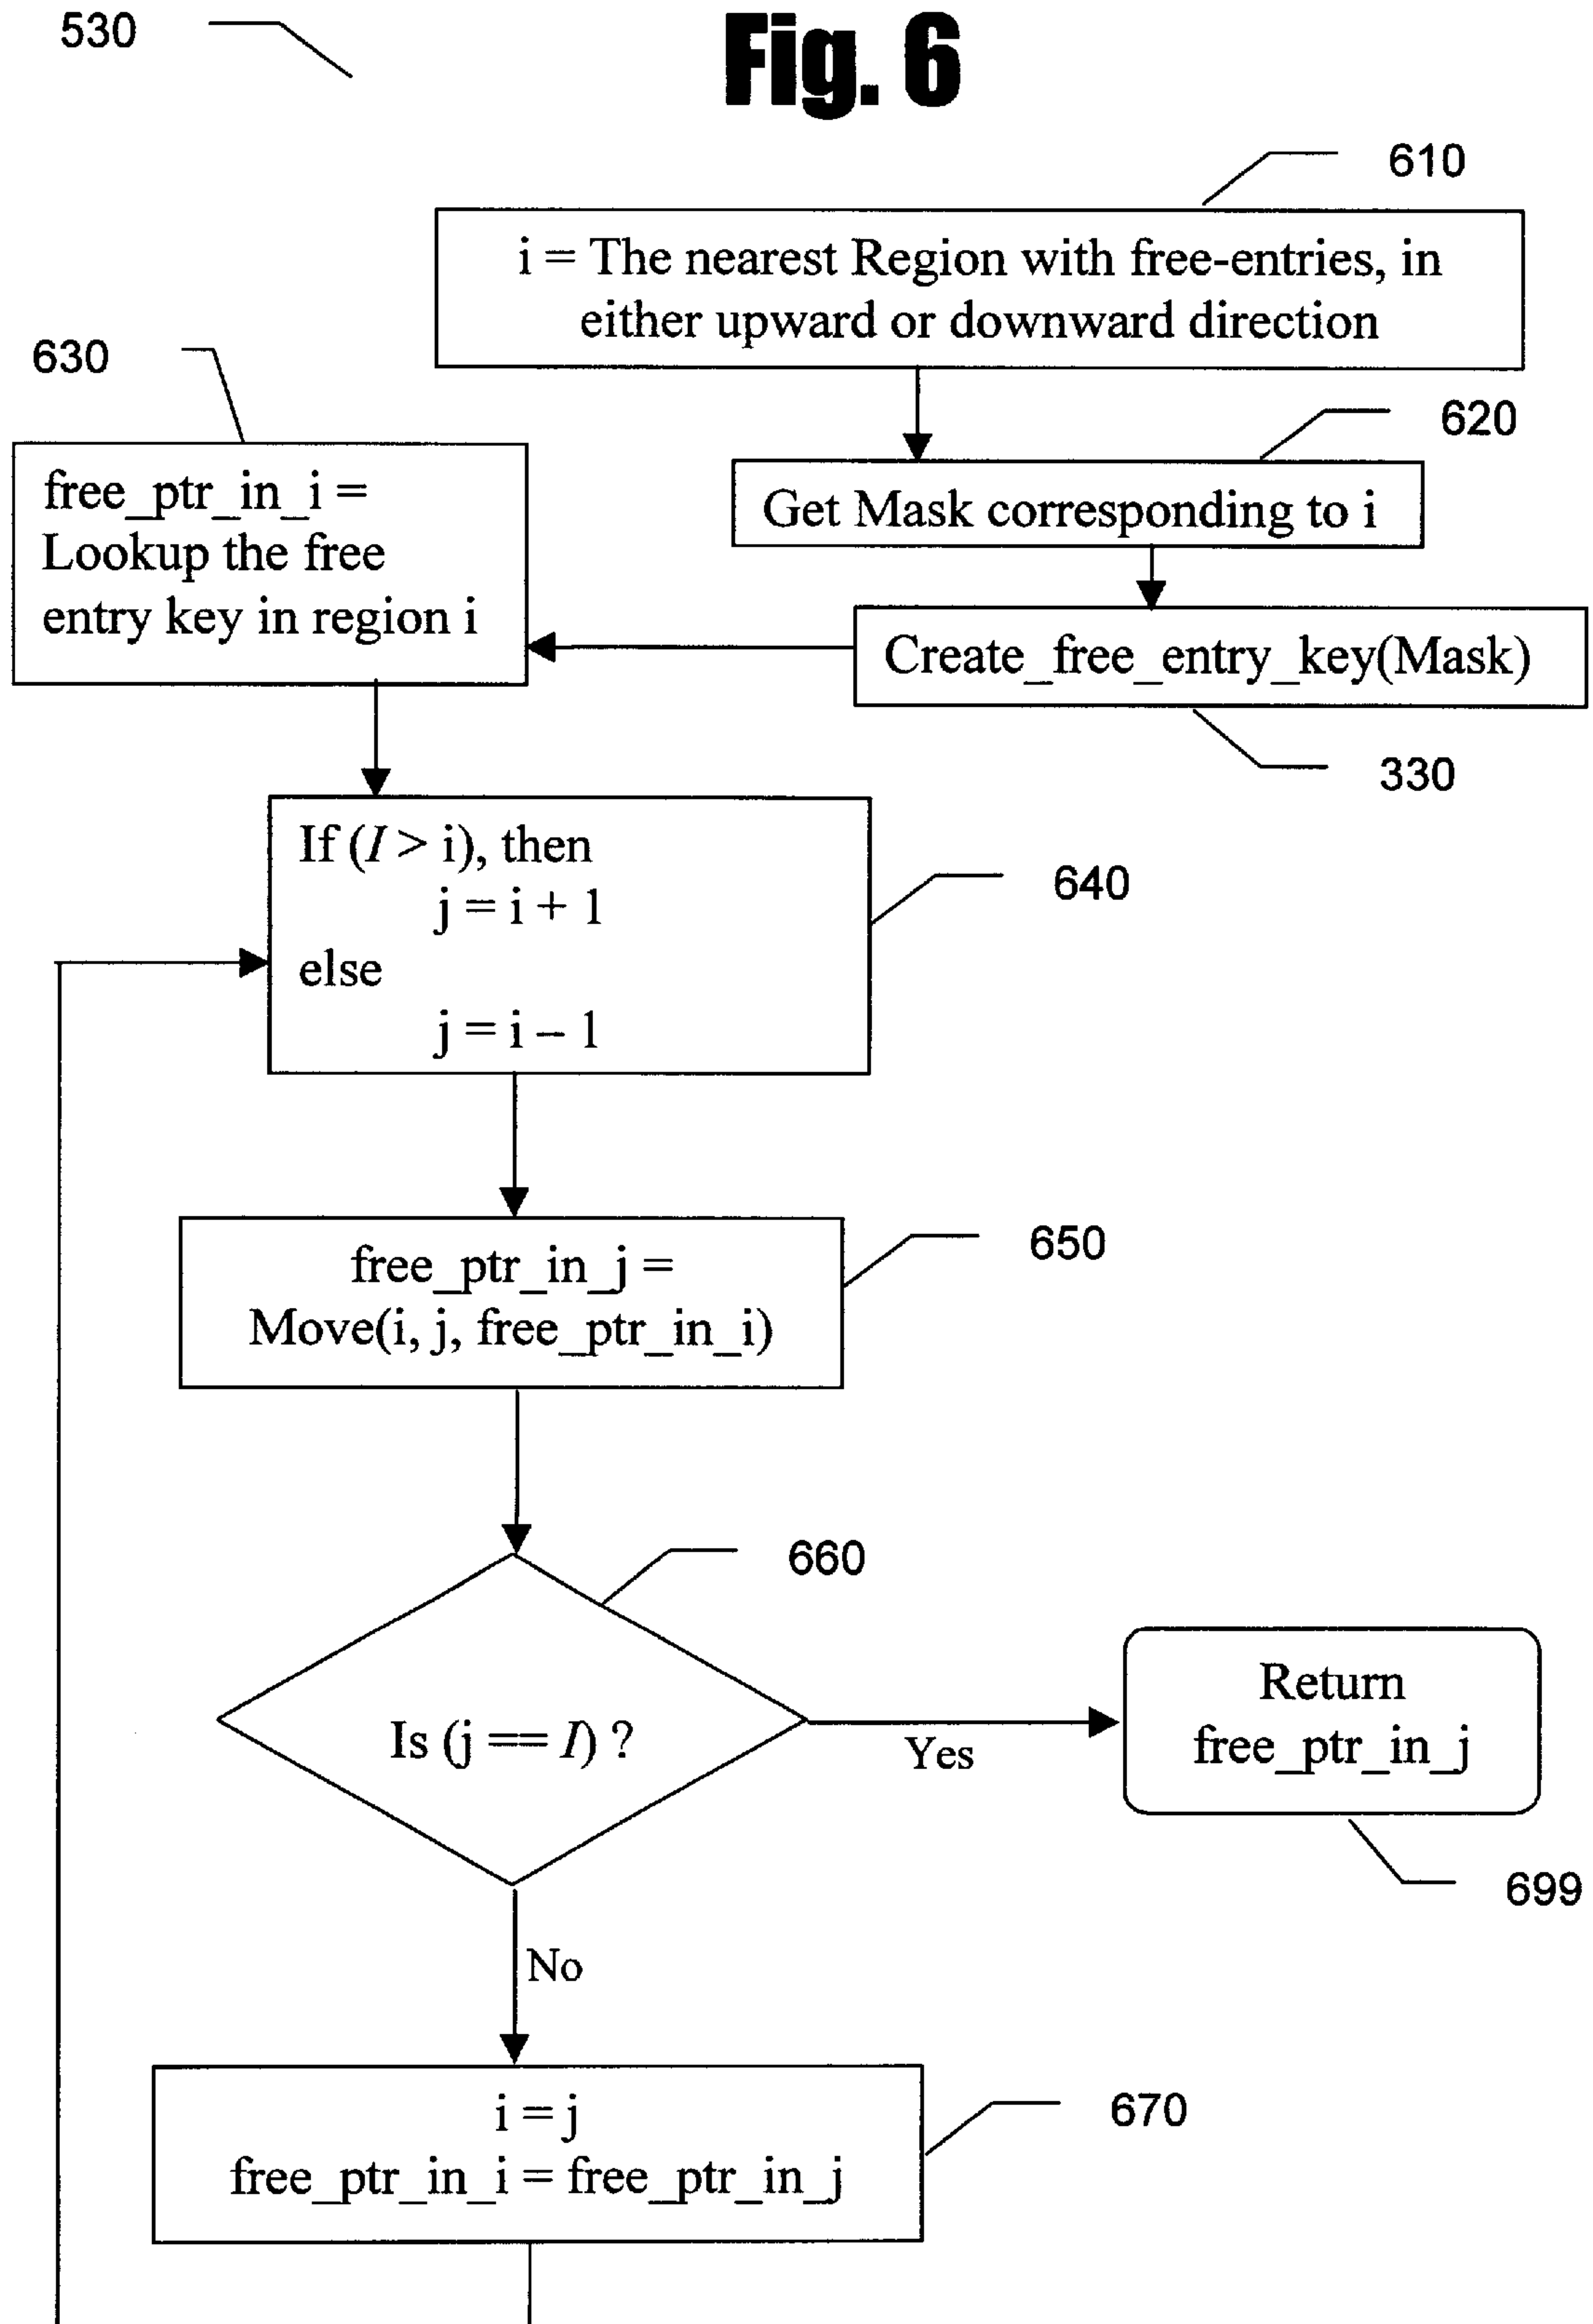 530
Fig. 6
610
i = The nearest Region with free-entries, in
either upward or downward direction
620
Get Mask corresponding to i
630
free_ptr_in_i =
Lookup the free
entry key in region i
Create_free_entry_key(Mask)
330
If (I > i), then
j = i + 1
else
j = i – 1
640
free_ptr_in_j =
Move(i, j, free_ptr_in_i)
650
660
Is (j == I) ?
Yes
Return
free_ptr_in_j
699
No
i = j
free_ptr_in_i = free_ptr_in_j
670